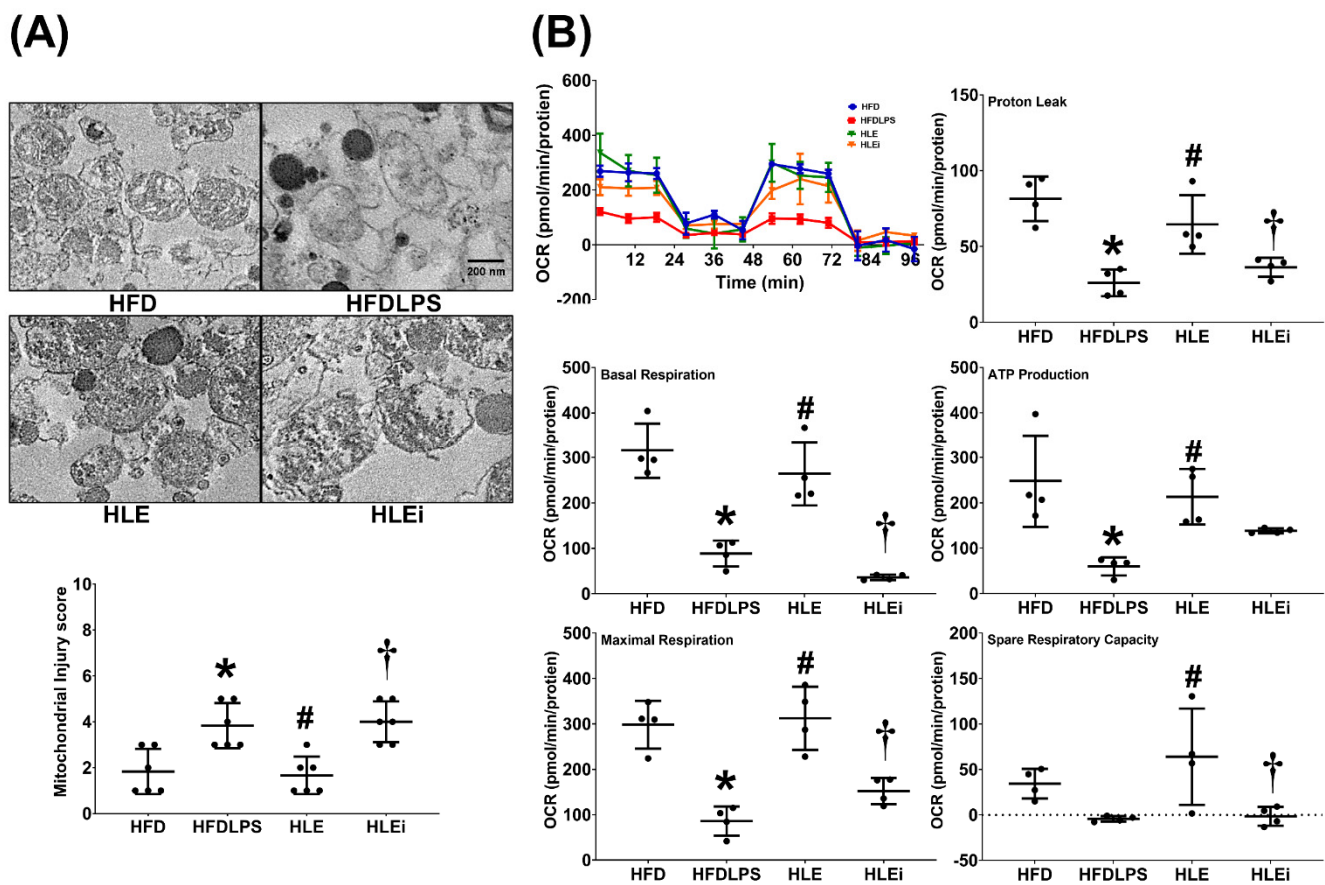 (A)
HFD
HFDLPS
200 nm
HLE
HLEi
Mitochondrial Injury score
10
8
6
4
2
0
*
#
†
HFD
HFDLPS
HLE
HLEi
(B)
OCR (pmol/min/protien)
600
400
200
0
-200
HFD
HFDLPS
HLE
HLEi
12 24 36 48 60 72 84 96
Time (min)
Proton Leak
OCR (pmol/min/protien)
150
100
50
0
*
#
†
HFD
HFDLPS
HLE
HLEi
Basal Respiration
OCR (pmol/min/protien)
500
400
300
200
100
0
*
#
†
HFD
HFDLPS
HLE
HLEi
ATP Production
OCR (pmol/min/protien)
500
400
300
200
100
0
*
#
HFD
HFDLPS
HLE
HLEi
Maximal Respiration
OCR (pmol/min/protien)
500
400
300
200
100
0
*
#
†
HFD
HFDLPS
HLE
HLEi
Spare Respiratory Capacity
OCR (pmol/min/protien)
200
150
100
50
0
-50
#
†
HFD
HFDLPS
HLE
HLEi